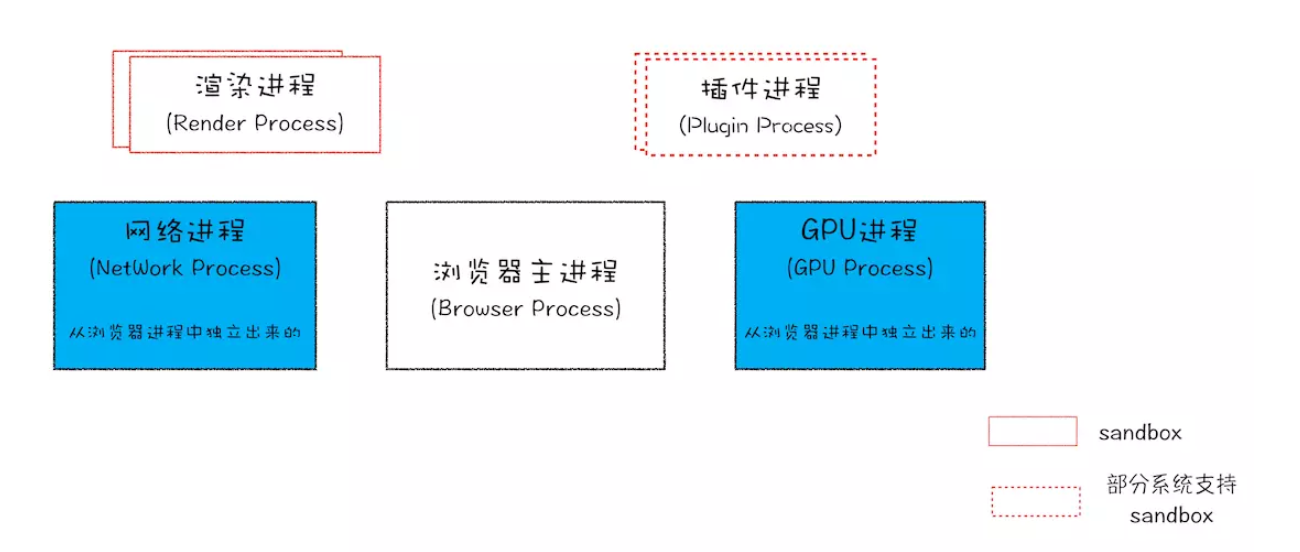 渲染进程
(Render Process)
插件进程
(Plugin Process)
网络进程
(NetWork Process)
从浏览器进程中独立出来的
浏览器主进程
(Browser Process)
GPU进程
(GPU Process)
从浏览器进程中独立出来的
sandbox
部分系统支持
sandbox